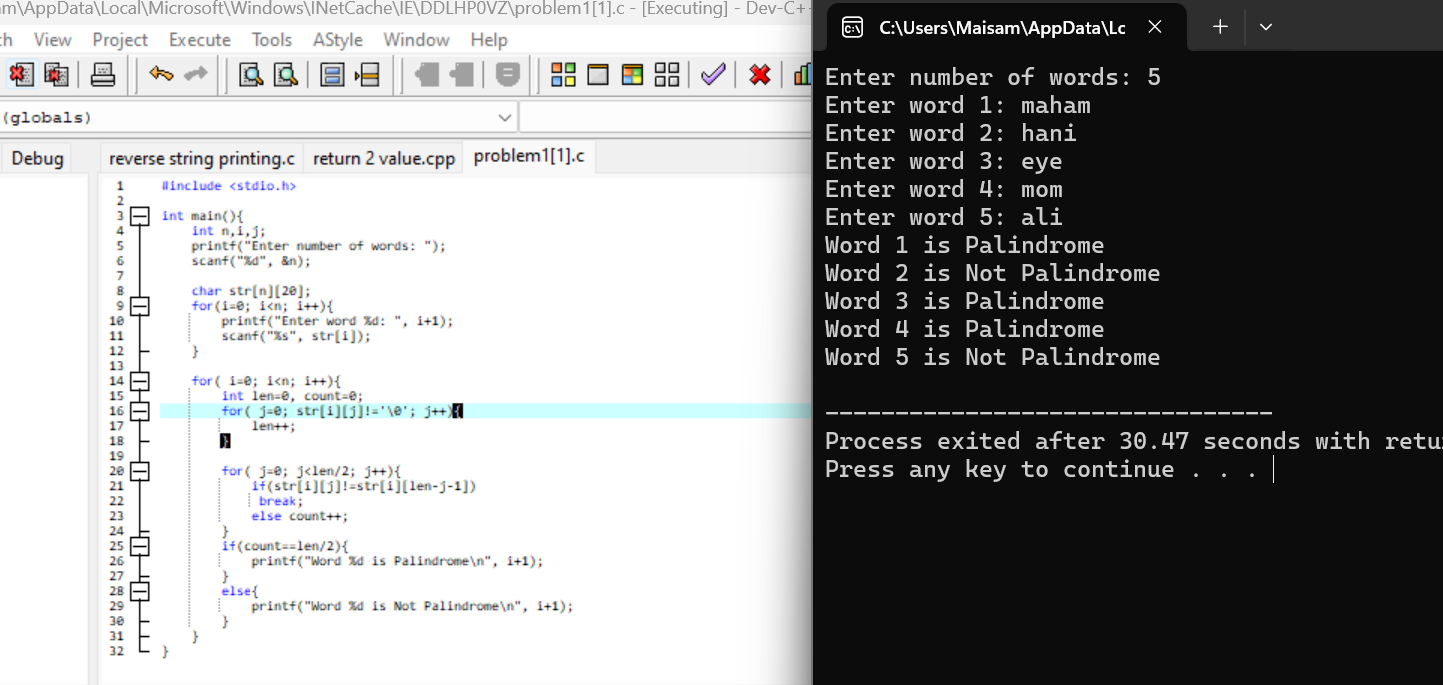 am\AppData\Local\Microsoft\Windows\INetCache\IE\DDLHP0VZ\problem1[1].c - [Executing] - Dev-C++
ch View Project Execute Tools AStyle Window Help
(globals)
Debug reverse string printing.c return 2 value.cpp problem1[1].c
1 #include <stdio.h>
2
3 int main(){
4 int n,i,j;
5 printf("Enter number of words: ");
6 scanf("%d", &n);
7
8 char str[n][20];
9 for(i=0; i<n; i++){
10 printf("Enter word %d: ", i+1);
11 scanf("%s", str[i]);
12 }
13
14 for( i=0; i<n; i++){
15 int len=0, count=0;
16 for( j=0; str[i][j]!='\0'; j++){
17 len++;
18 }
19
20 for( j=0; j<len/2; j++){
21 if(str[i][j]!=str[i][len-j-1])
22 break;
23 else count++;
24 }
25 if(count==len/2){
26 printf("Word %d is Palindrome\n", i+1);
27 }
28 else{
29 printf("Word %d is Not Palindrome\n", i+1);
30 }
31 }
32 }
C:\Users\Maisam\AppData\Lc
Enter number of words: 5
Enter word 1: maham
Enter word 2: hani
Enter word 3: eye
Enter word 4: mom
Enter word 5: ali
Word 1 is Palindrome
Word 2 is Not Palindrome
Word 3 is Palindrome
Word 4 is Palindrome
Word 5 is Not Palindrome
--------------------------------
Process exited after 30.47 seconds with retu
Press any key to continue . . .